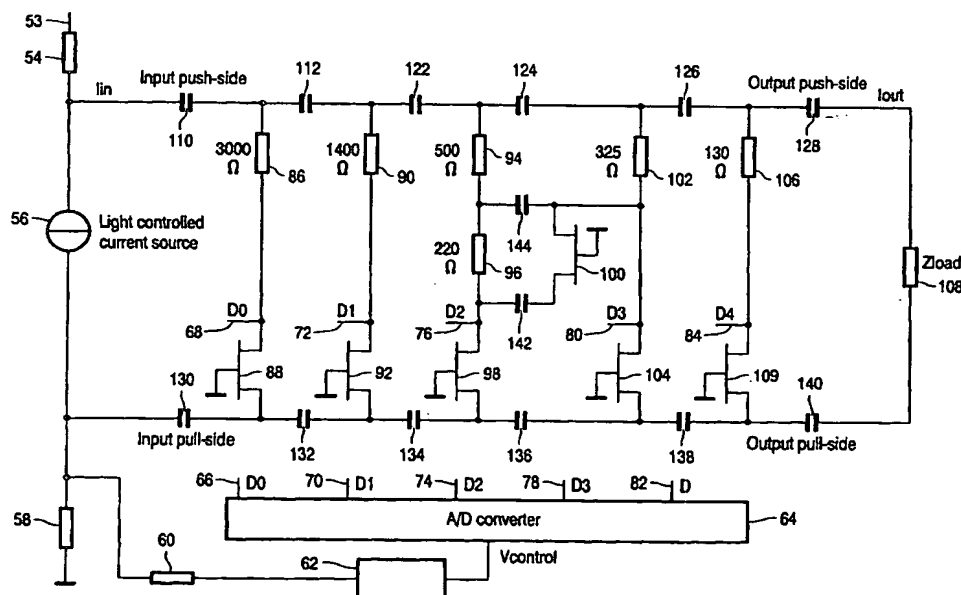 53
54
Iin
Input push-side
112
122
124
126
Output push-side
Iout
110
128
3000
Ω
86
1400
Ω
90
500
Ω
94
325
Ω
102
130
Ω
106
56
Light controlled
current source
144
220
Ω
96
100
Zload
108
142
D0
68
D1
72
D2
76
D3
80
D4
84
88
92
98
104
109
130
140
Input pull-side
132
134
136
138
Output pull-side
66
D0
70
D1
74
D2
78
D3
82
D
58
A/D converter
64
60
62
Vcontrol